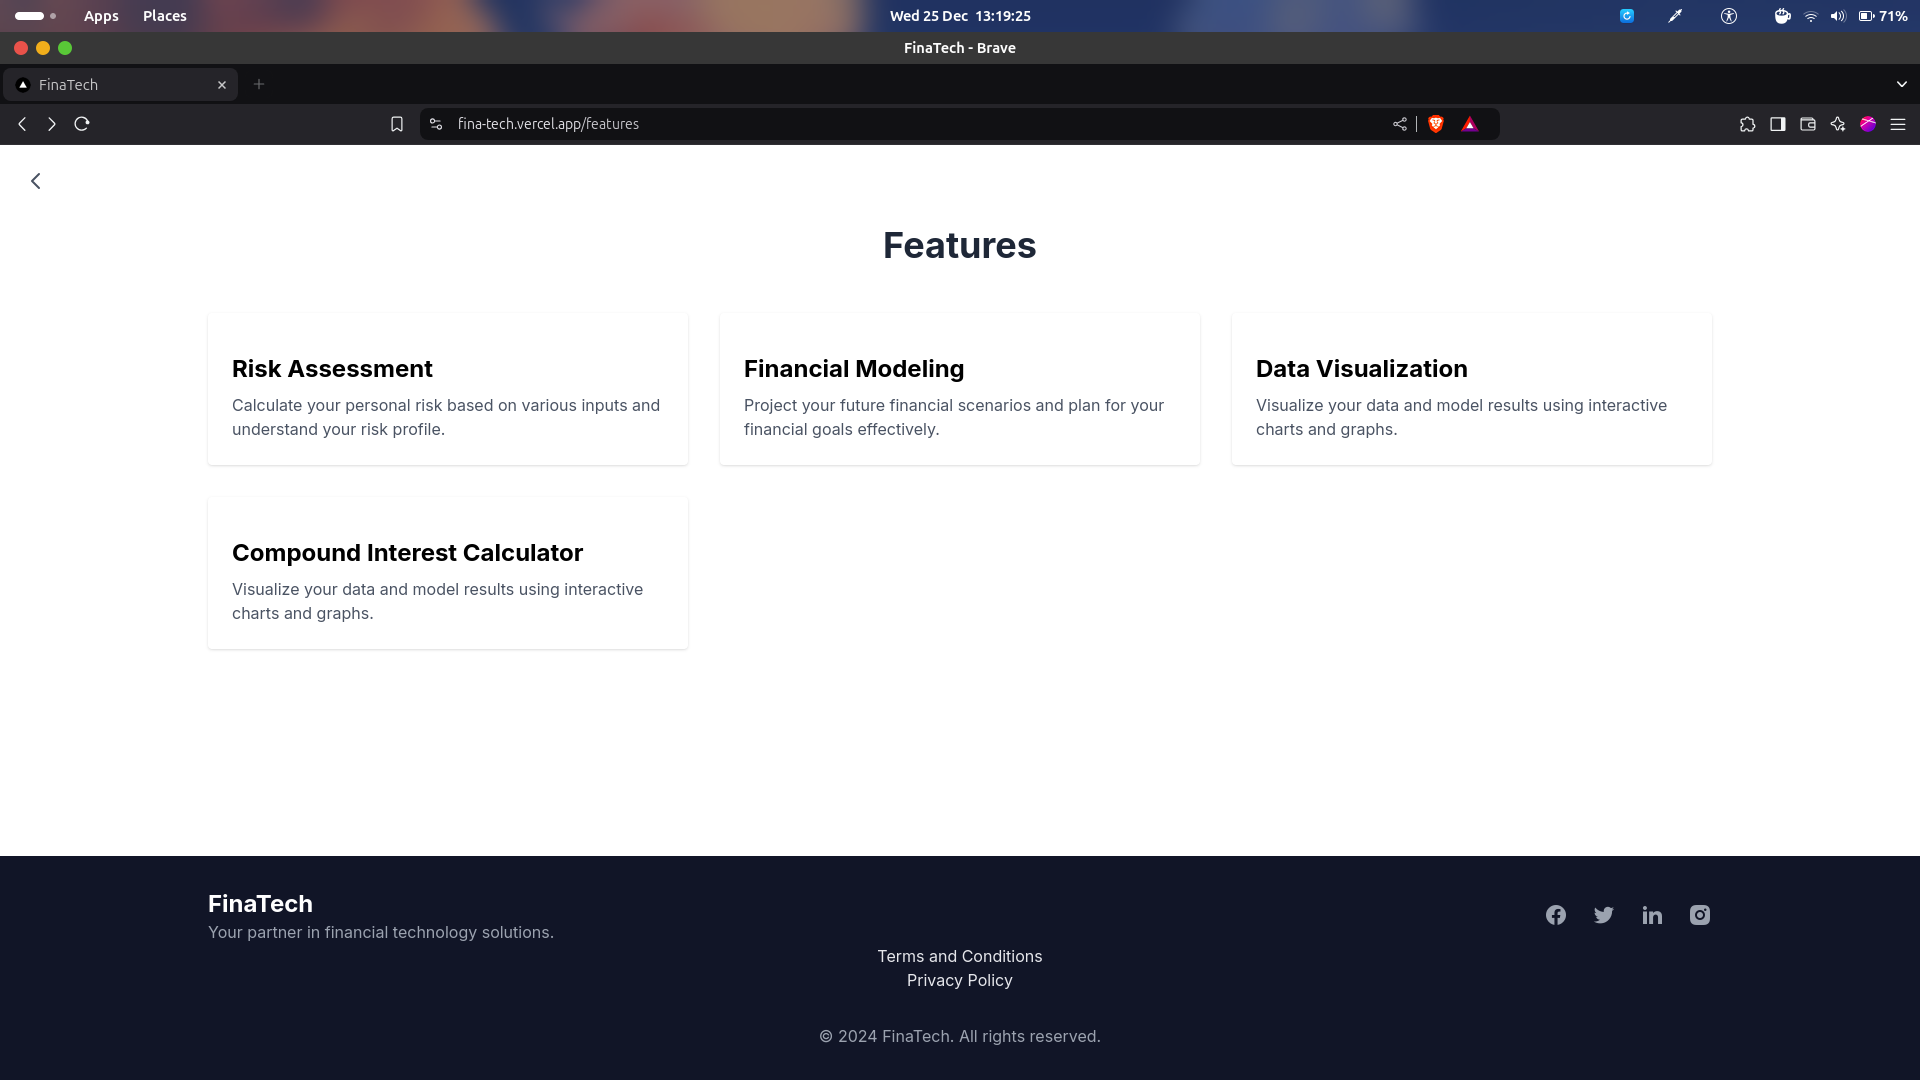 Apps Places Wed 25 Dec 13:19:25 71%
FinaTech - Brave
FinaTech
fina-tech.vercel.app/features
Features
Risk Assessment
Calculate your personal risk based on various inputs and
understand your risk profile.
Financial Modeling
Project your future financial scenarios and plan for your
financial goals effectively.
Data Visualization
Visualize your data and model results using interactive
charts and graphs.
Compound Interest Calculator
Visualize your data and model results using interactive
charts and graphs.
FinaTech
Your partner in financial technology solutions.
Terms and Conditions
Privacy Policy
© 2024 FinaTech. All rights reserved.